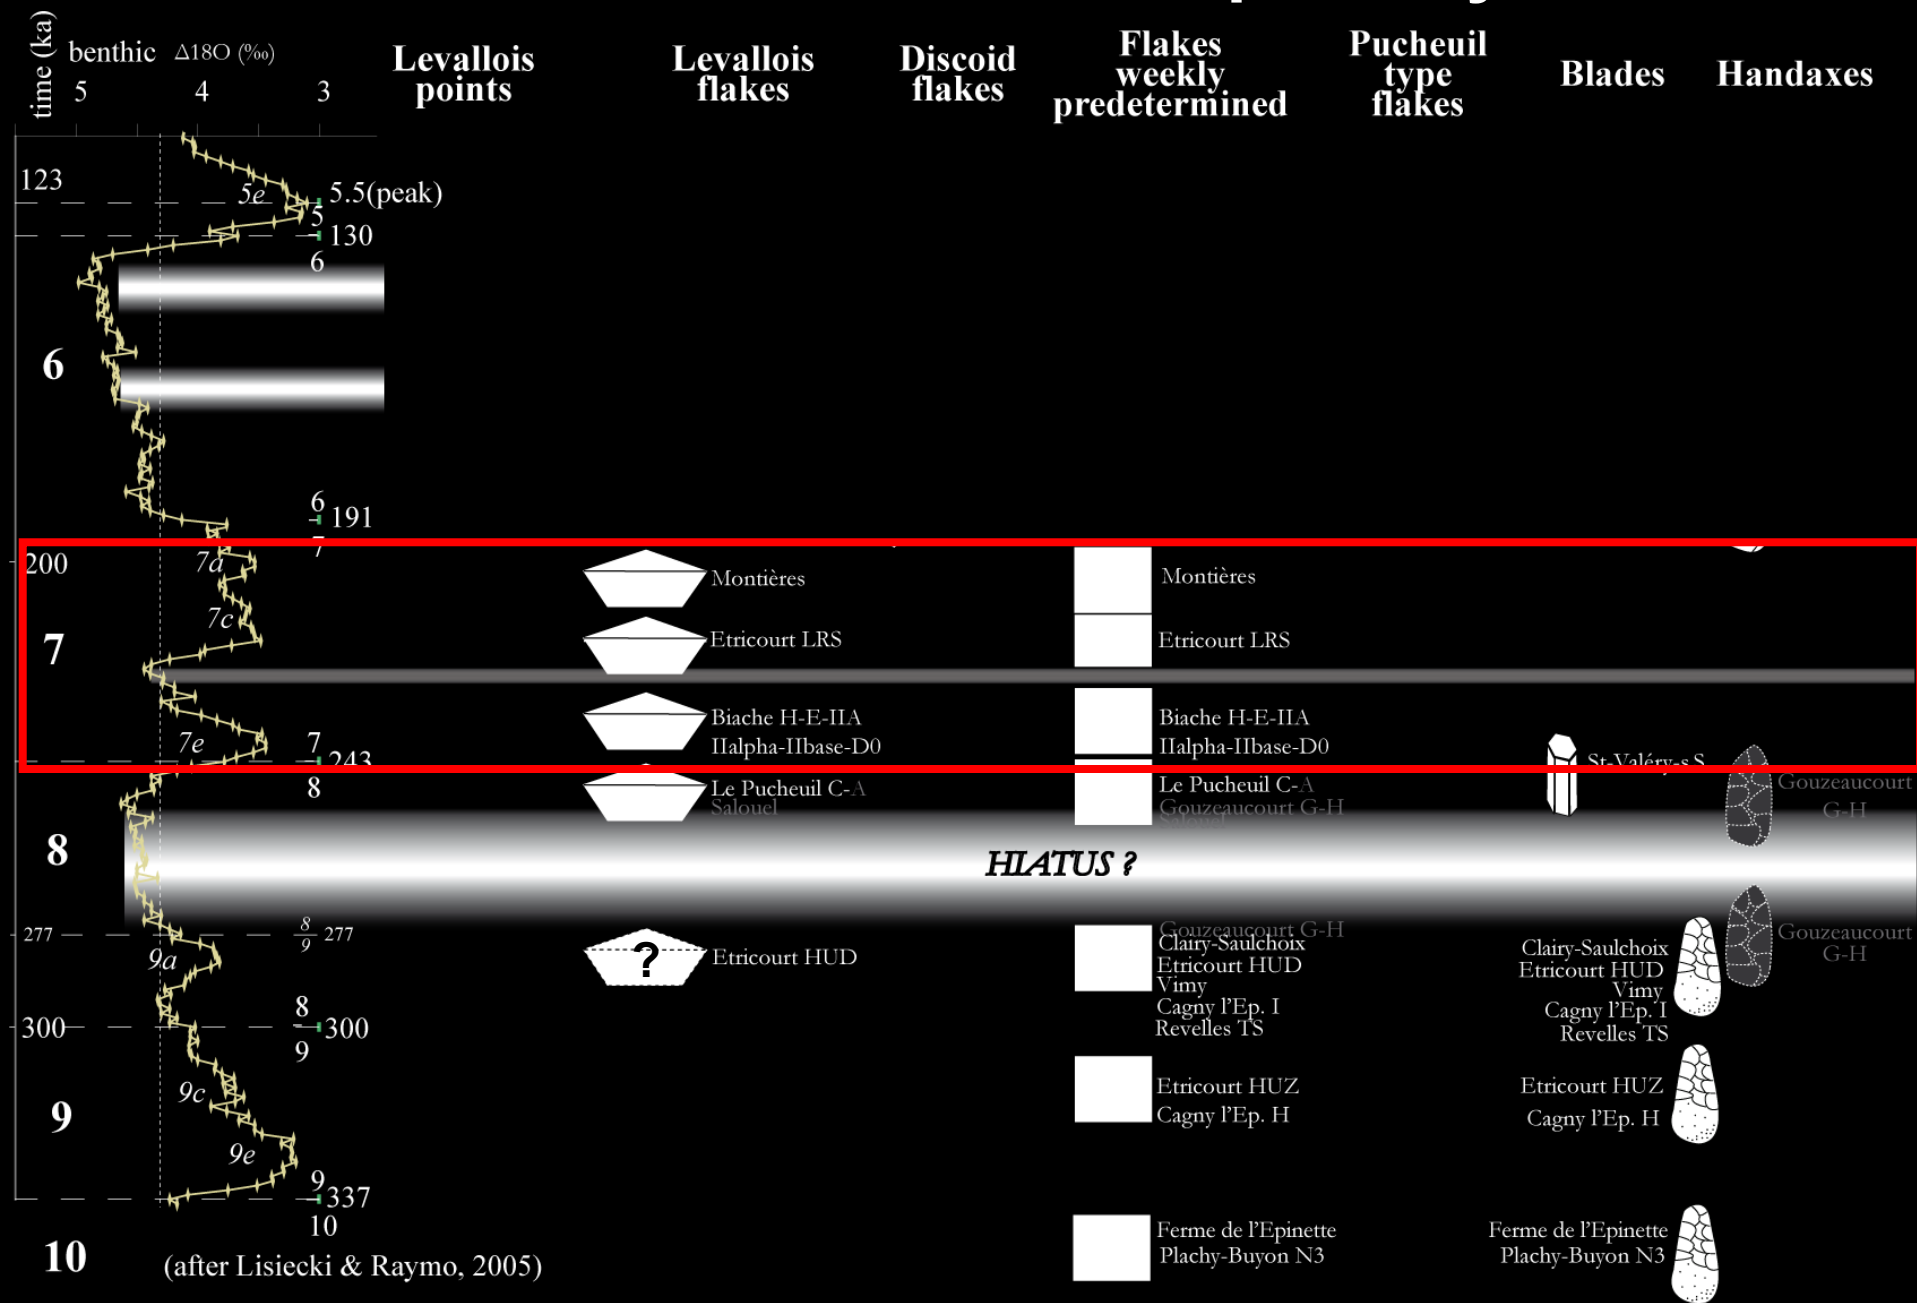 time (ka)
benthic Δ18O (‰)
5 4 3
Levallois
points
Levallois
flakes
Discoid
flakes
Flakes
weekly
predetermined
Pucheuil
type
flakes
Blades
Handaxes
123
5e
5.5(peak)
5
130
6
6
6
191
7
200
7a
7c
7
7e
7
243
8
Montières
Montières
Etricourt LRS
Etricourt LRS
Biache H-E-IIA
IIalpha-IIbase-D0
Biache H-E-IIA
IIalpha-IIbase-D0
St-Valéry-s.S
Le Pucheuil C-A
Salouel
Le Pucheuil C-A
Gouzeaucourt G-H
Salouel
Gouzeaucourt
G-H
8
HIATUS ?
277
8
9
277
9a
?
Etricourt HUD
Gouzeaucourt G-H
Clairy-Saulchoix
Etricourt HUD
Vimy
Cagny l'Ep. I
Revelles TS
Clairy-Saulchoix
Etricourt HUD
Vimy
Cagny l'Ep. I
Revelles TS
Gouzeaucourt
G-H
300
8
300
9
9c
9
9e
Etricourt HUZ
Cagny l'Ep. H
Etricourt HUZ
Cagny l'Ep. H
9
337
10
10
(after Lisiecki & Raymo, 2005)
Ferme de l'Epinette
Plachy-Buyon N3
Ferme de l'Epinette
Plachy-Buyon N3